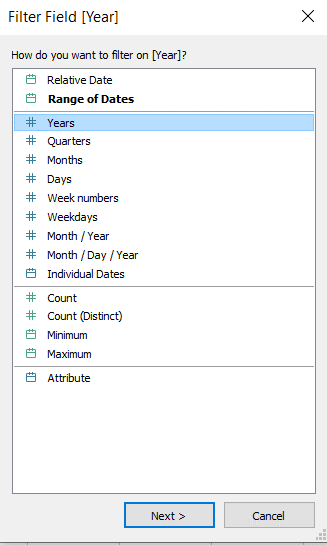 Filter Field [Year]
How do you want to filter on [Year]?
Relative Date
Range of Dates
Years
Quarters
Months
Days
Week numbers
Weekdays
Month / Year
Month / Day / Year
Individual Dates
Count
Count (Distinct)
Minimum
Maximum
Attribute
Next > Cancel